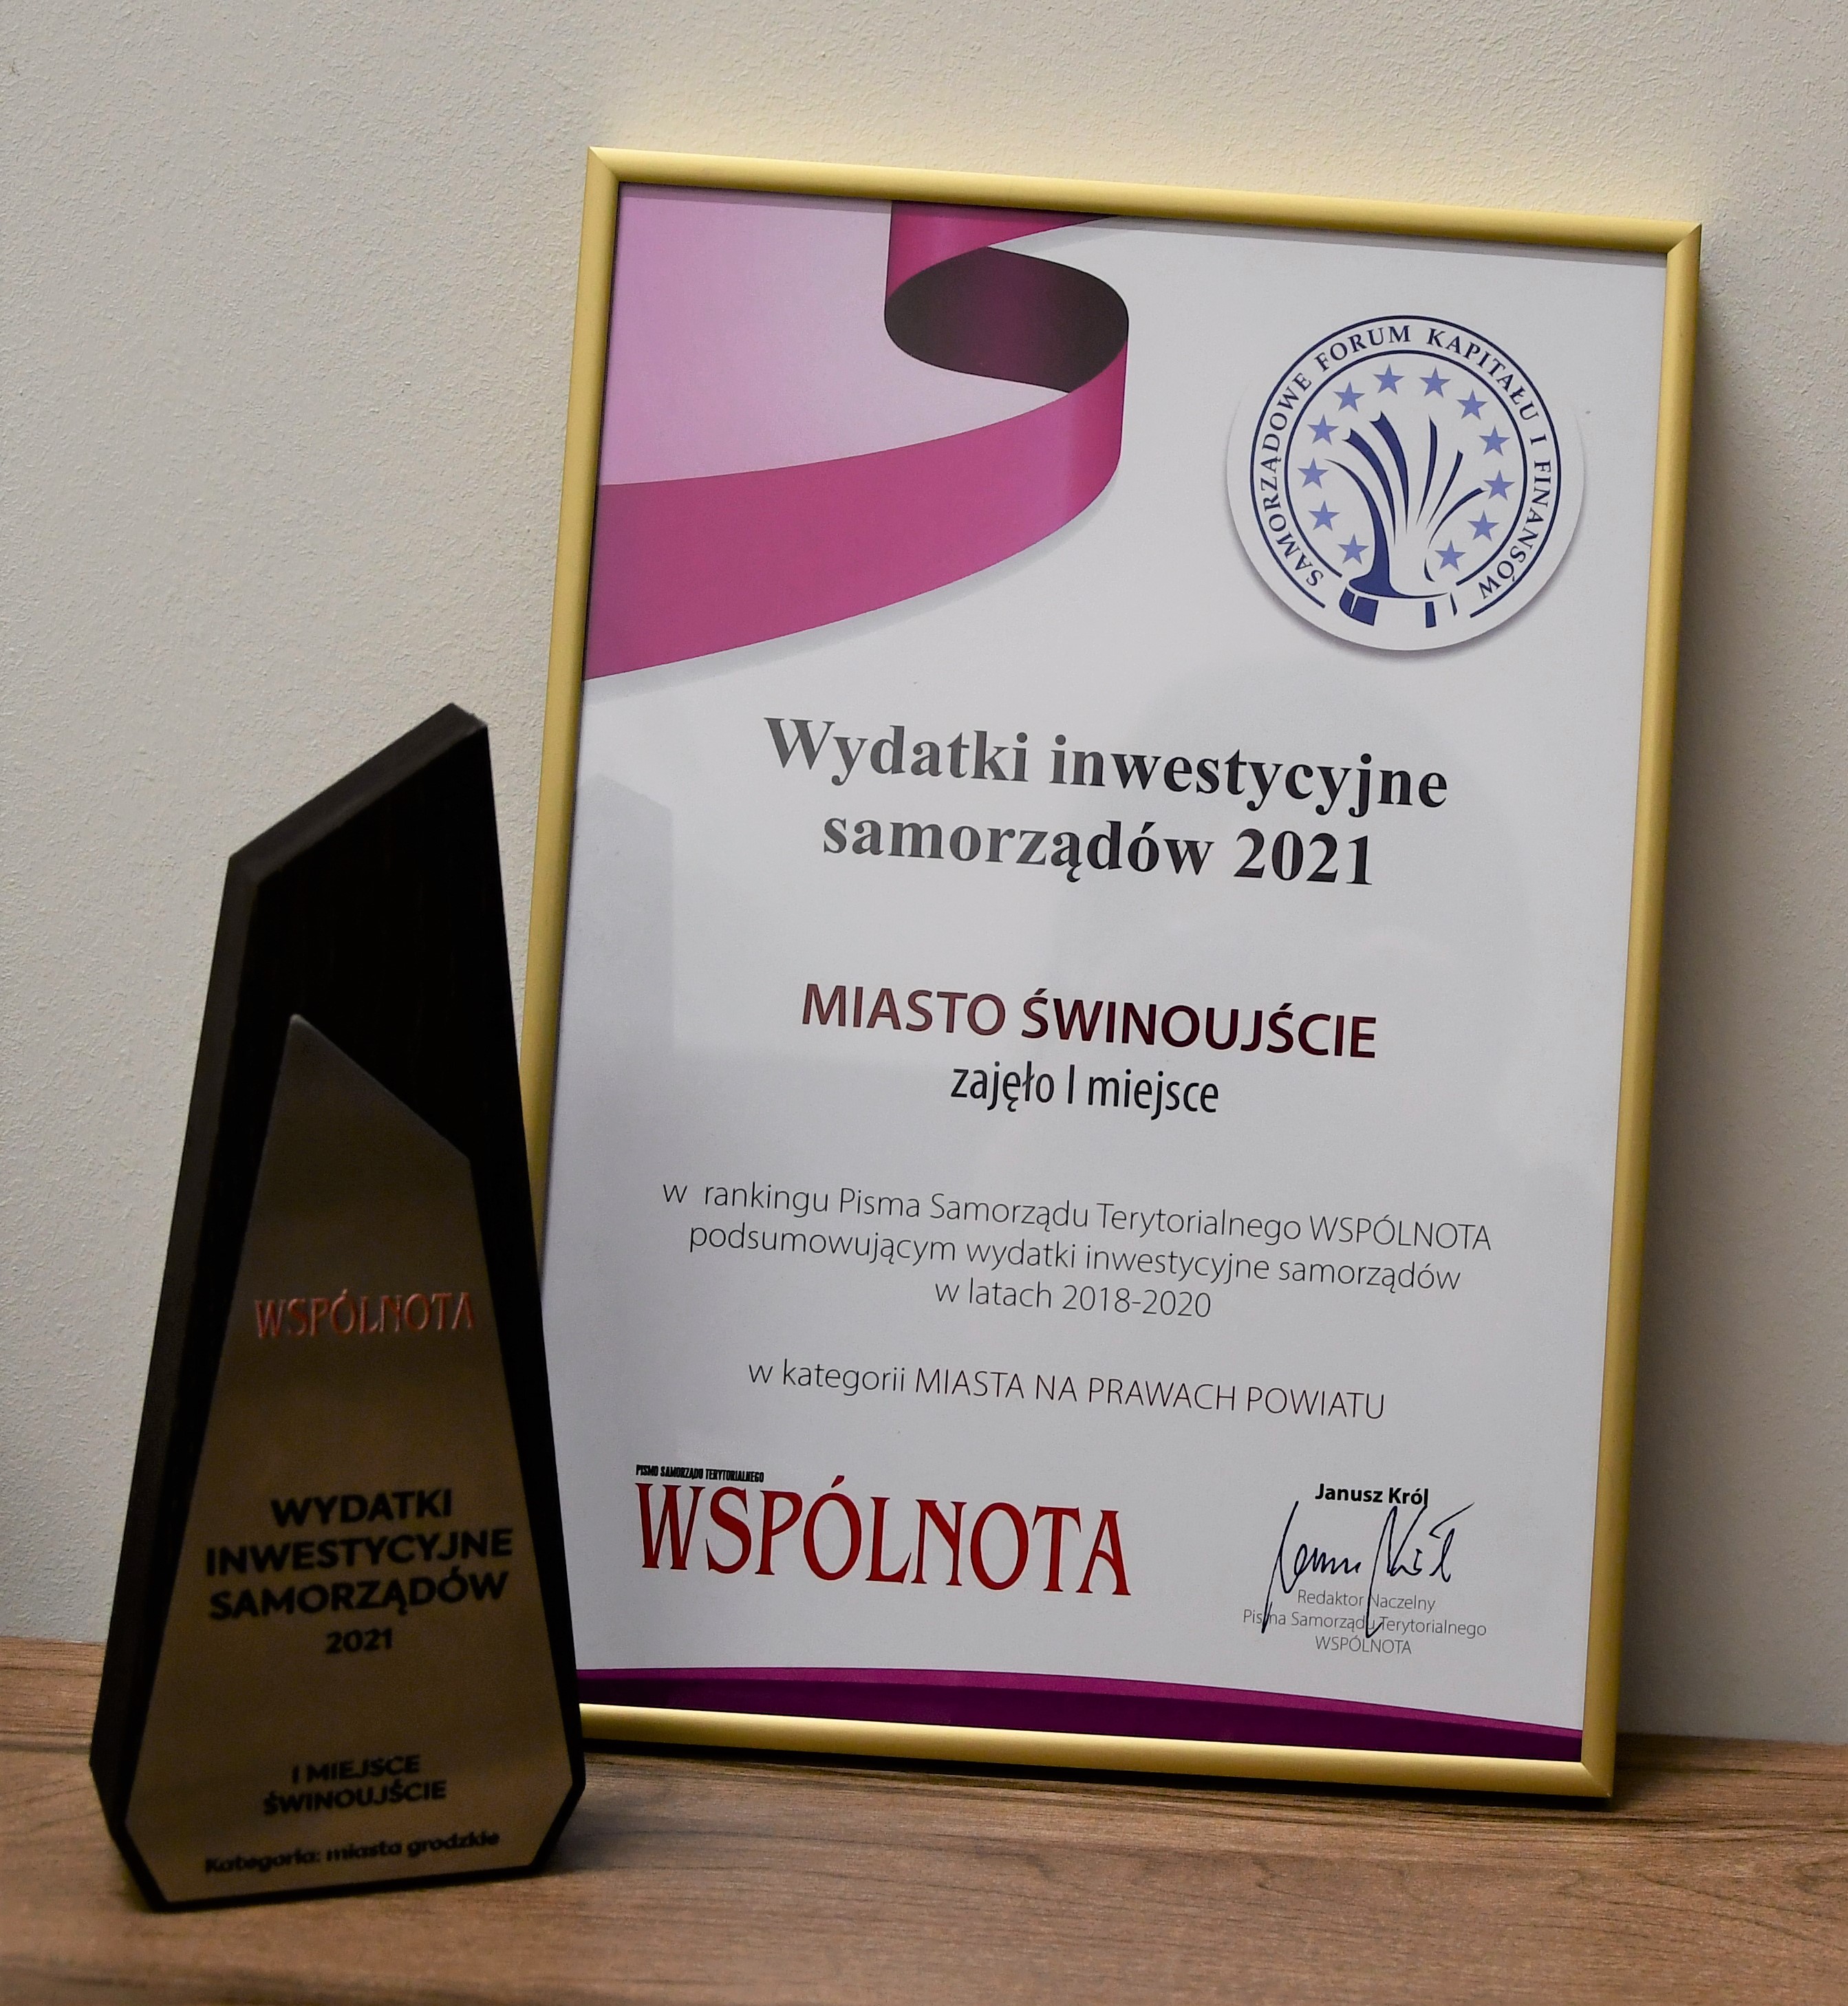 SAMORZĄDOWE FORUM KAPITAŁU I FINANSÓW
Wydatki inwestycyjne
samorządów 2021
MIASTO ŚWINOUJŚCIE
zajęło I miejsce
w rankingu Pisma Samorządu Terytorialnego WSPÓLNOTA
podsumowującym wydatki inwestycyjne samorządów
w latach 2018-2020
w kategorii MIASTA NA PRAWACH POWIATU
PISMO SAMORZĄDU TERYTORIALNEGO
WSPÓLNOTA
Janusz Król
Janusz Król
Redaktor Naczelny
Pisma Samorządu Terytorialnego
WSPÓLNOTA
WSPÓLNOTA
WYDATKI
INWESTYCYJNE
SAMORZĄDÓW
2021
I MIEJSCE
ŚWINOUJŚCIE
Kategoria: miasta grodzkie